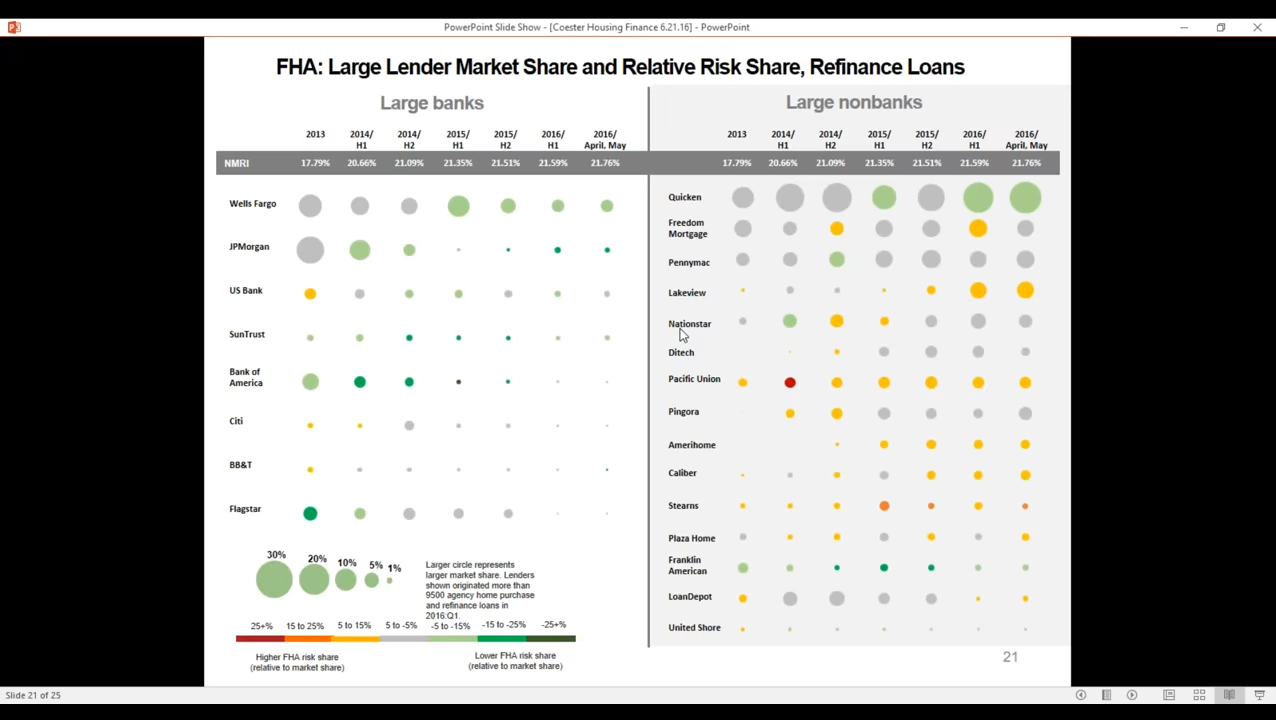 PowerPoint Slide Show - [Coester Housing Finance 6.21.16] - PowerPoint
FHA: Large Lender Market Share and Relative Risk Share, Refinance Loans
Large banks
2013 2014/ H1 2014/ H2 2015/ H1 2015/ H2 2016/ H1 2016/ April, May
NMRI 17.79% 20.66% 21.09% 21.35% 21.51% 21.59% 21.76%
Wells Fargo
JPMorgan
US Bank
SunTrust
Bank of
America
Citi
BB&T
Flagstar
30% 20% 10% 5% 1%
Larger circle represents
larger market share. Lenders
shown originated more than
9500 agency home purchase
and refinance loans in
2016:Q1.
25+% 15 to 25% 5 to 15% 5 to -5% -5 to -15% -15 to -25% -25+%
Higher FHA risk share
(relative to market share)
Lower FHA risk share
(relative to market share)
Large nonbanks
2013 2014/ H1 2014/ H2 2015/ H1 2015/ H2 2016/ H1 2016/ April, May
17.79% 20.66% 21.09% 21.35% 21.51% 21.59% 21.76%
Quicken
Freedom
Mortgage
Pennymac
Lakeview
Nationstar
Ditech
Pacific Union
Pingora
Amerihome
Caliber
Stearns
Plaza Home
Franklin
American
LoanDepot
United Shore
21
Slide 21 of 25